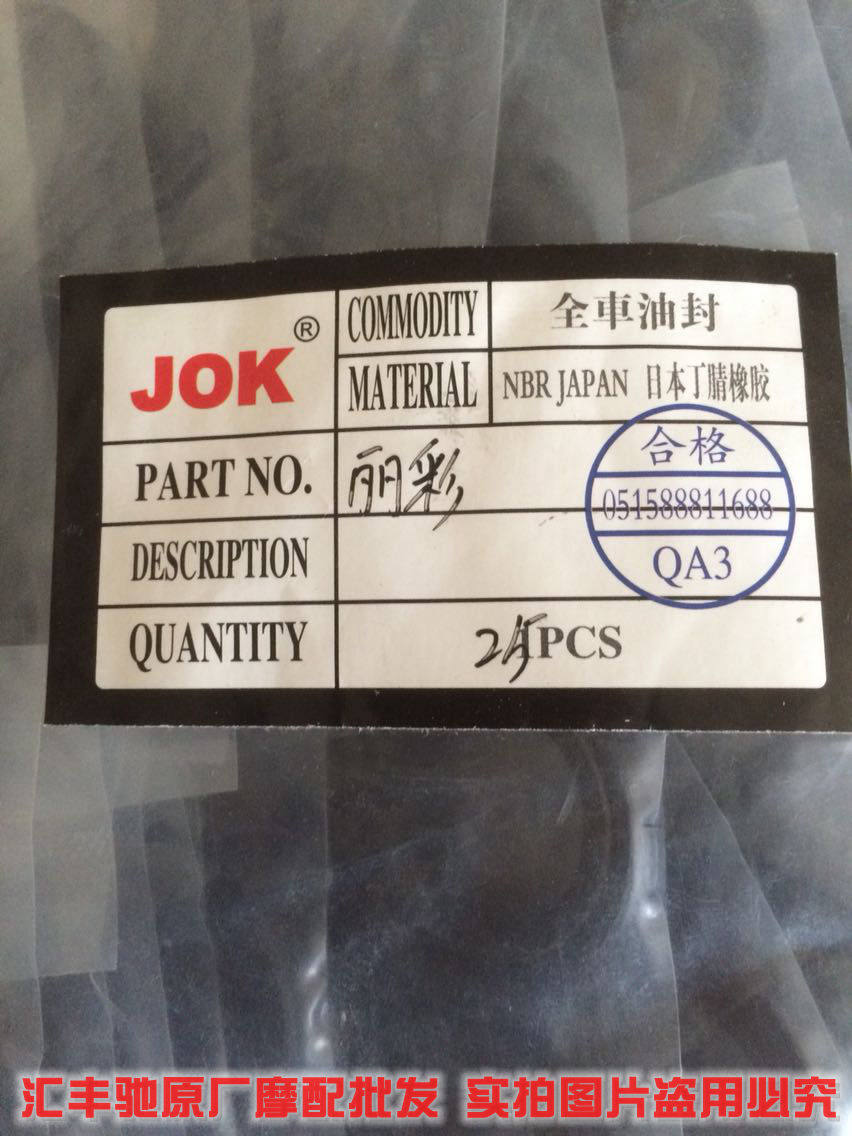 JOK®
COMMODITY 全車油封
MATERIAL NBR JAPAN 日本丁腈橡胶
PART NO. 丽彩
DESCRIPTION
合格
051588811688
QA3
QUANTITY 25 1PCS
汇丰驰原厂摩配批发 实拍图片盗用必究